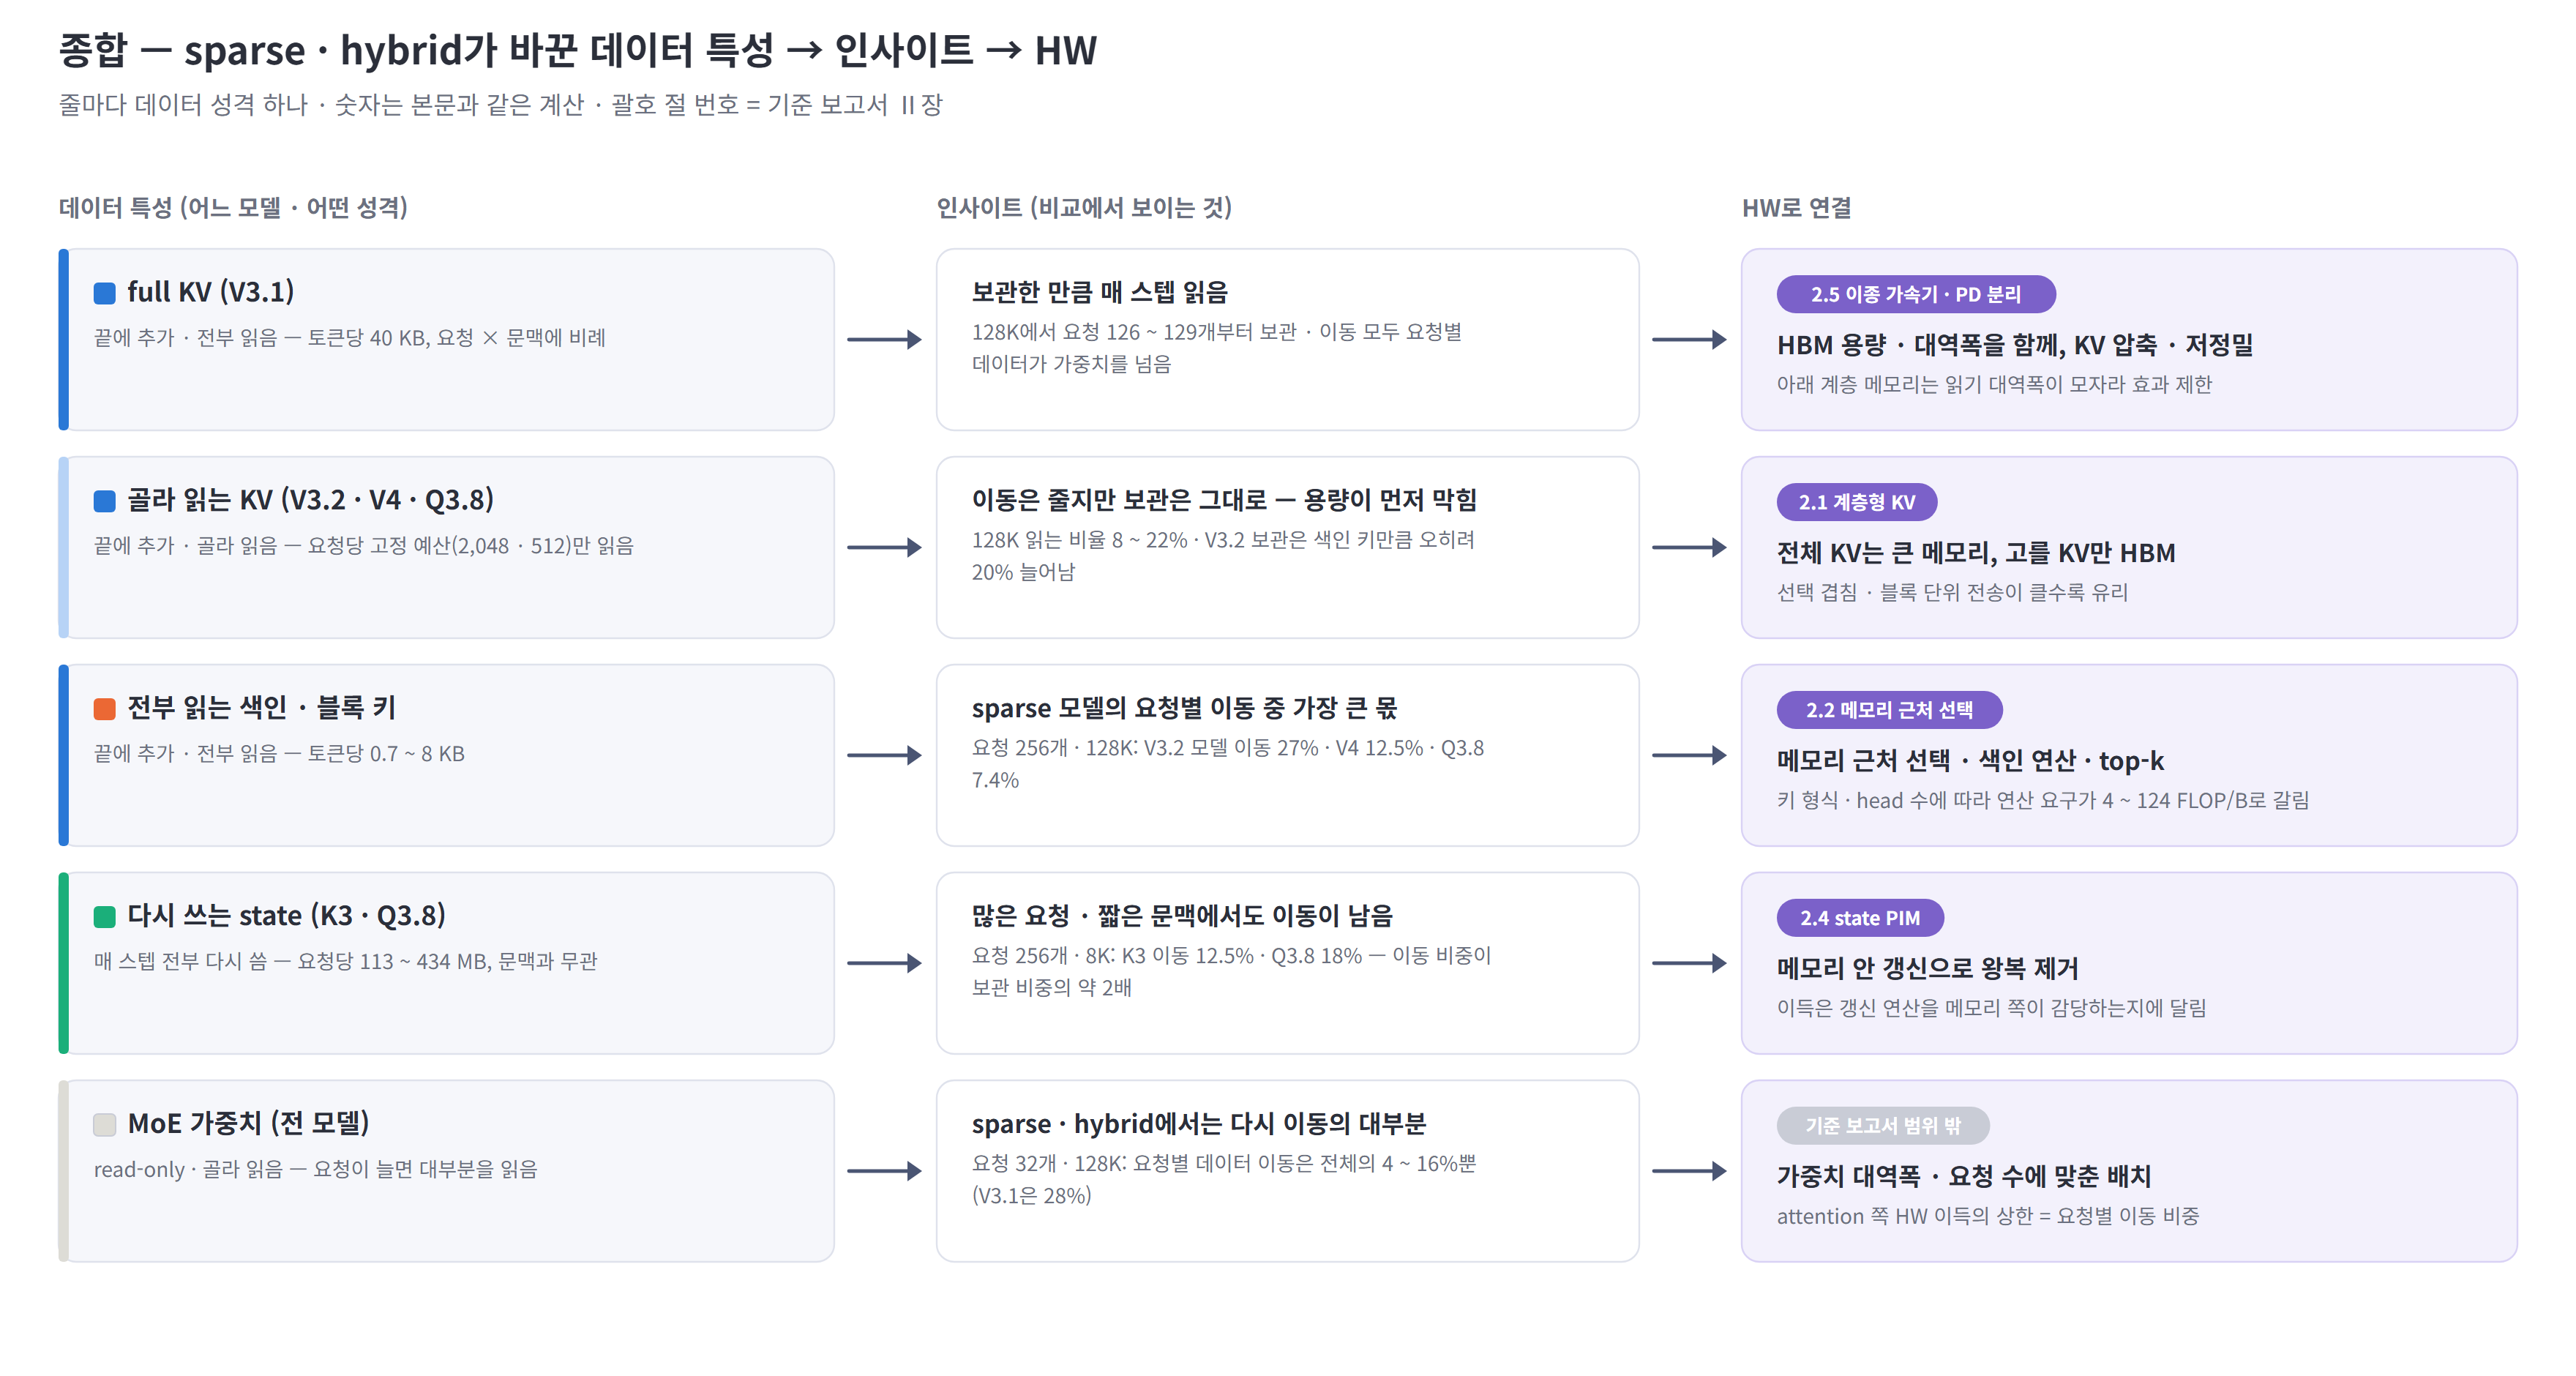 종합 — sparse · hybrid가 바꾼 데이터 특성 → 인사이트 → HW
줄마다 데이터 성격 하나 · 숫자는 본문과 같은 계산 · 괄호 절 번호 = 기준 보고서 Ⅱ장
데이터 특성 (어느 모델 · 어떤 성격)
인사이트 (비교에서 보이는 것)
HW로 연결
full KV (V3.1)
끝에 추가 · 전부 읽음 — 토큰당 40 KB, 요청 × 문맥에 비례
보관한 만큼 매 스텝 읽음
128K에서 요청 126 ~ 129개부터 보관 · 이동 모두 요청별
데이터가 가중치를 넘음
2.5 이종 가속기 · PD 분리
HBM 용량 · 대역폭을 함께, KV 압축 · 저정밀
아래 계층 메모리는 읽기 대역폭이 모자라 효과 제한
골라 읽는 KV (V3.2 · V4 · Q3.8)
끝에 추가 · 골라 읽음 — 요청당 고정 예산(2,048 · 512)만 읽음
이동은 줄지만 보관은 그대로 — 용량이 먼저 막힘
128K 읽는 비율 8 ~ 22% · V3.2 보관은 색인 키만큼 오히려
20% 늘어남
2.1 계층형 KV
전체 KV는 큰 메모리, 고를 KV만 HBM
선택 겹침 · 블록 단위 전송이 클수록 유리
전부 읽는 색인 · 블록 키
끝에 추가 · 전부 읽음 — 토큰당 0.7 ~ 8 KB
sparse 모델의 요청별 이동 중 가장 큰 몫
요청 256개 · 128K: V3.2 모델 이동 27% · V4 12.5% · Q3.8
7.4%
2.2 메모리 근처 선택
메모리 근처 선택 · 색인 연산 · top-k
키 형식 · head 수에 따라 연산 요구가 4 ~ 124 FLOP/B로 갈림
다시 쓰는 state (K3 · Q3.8)
매 스텝 전부 다시 씀 — 요청당 113 ~ 434 MB, 문맥과 무관
많은 요청 · 짧은 문맥에서도 이동이 남음
요청 256개 · 8K: K3 이동 12.5% · Q3.8 18% — 이동 비중이
보관 비중의 약 2배
2.4 state PIM
메모리 안 갱신으로 왕복 제거
이득은 갱신 연산을 메모리 쪽이 감당하는지에 달림
MoE 가중치 (전 모델)
read-only · 골라 읽음 — 요청이 늘면 대부분을 읽음
sparse · hybrid에서는 다시 이동의 대부분
요청 32개 · 128K: 요청별 데이터 이동은 전체의 4 ~ 16%뿐
(V3.1은 28%)
기준 보고서 범위 밖
가중치 대역폭 · 요청 수에 맞춘 배치
attention 쪽 HW 이득의 상한 = 요청별 이동 비중